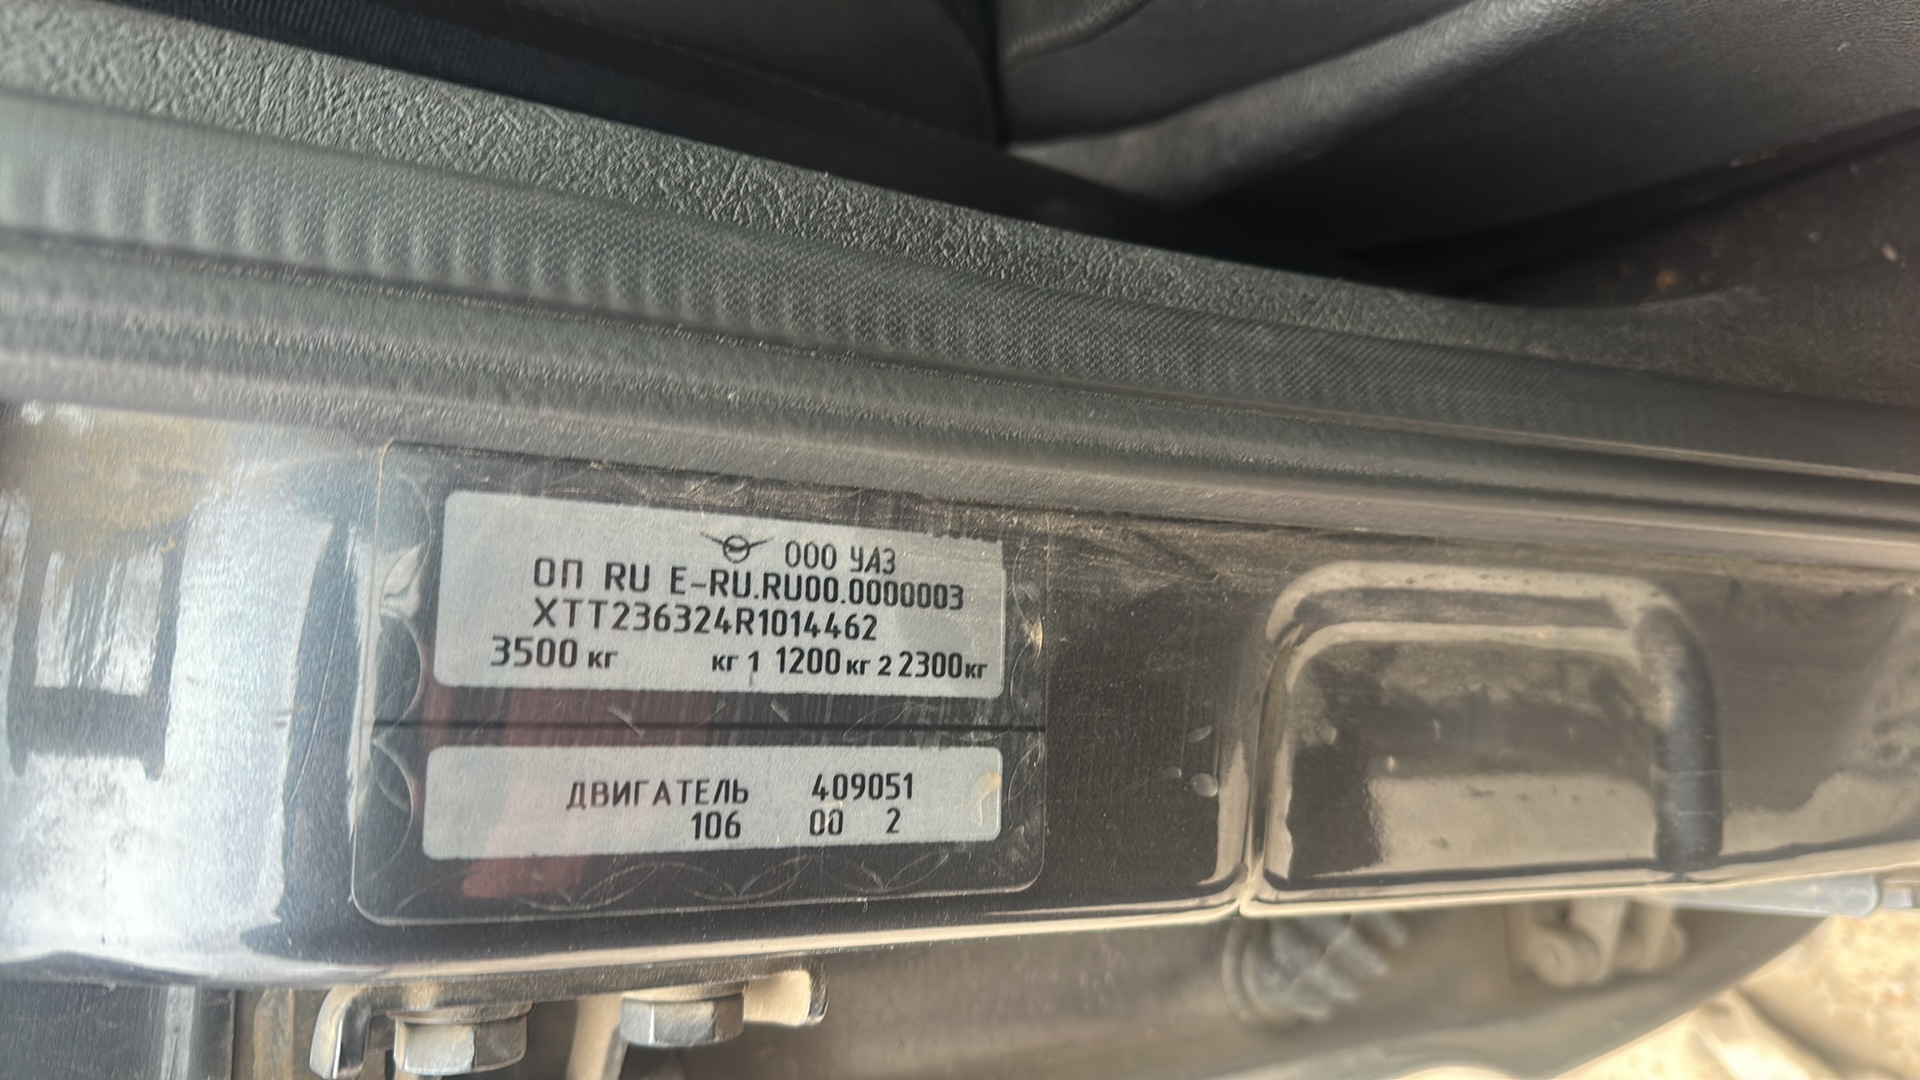 ООО УАЗ
ОП RU E-RU.RU00.0000003
XTT236324R1014462
3500 кг кг 1 1200 кг 2 2300 кг
ДВИГАТЕЛЬ 409051
106 00 2